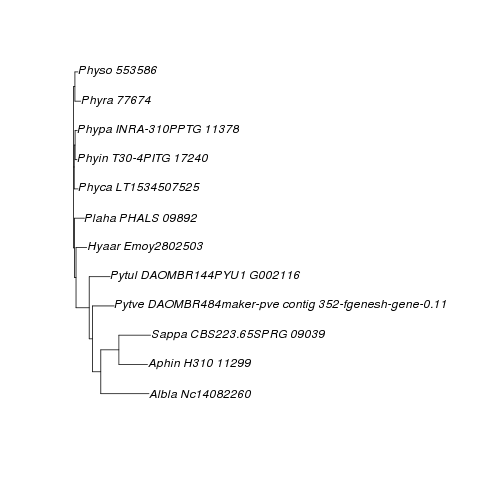 Physo 553586
Phyra 77674
Phypa INRA-310PPTG 11378
Phyin T30-4PITG 17240
Phyca LT1534507525
Plaha PHALS 09892
Hyaar Emoy2802503
Pytul DAOMBR144PYU1 G002116
Pytve DAOMBR484maker-pve contig 352-fgenesh-gene-0.11
Sappa CBS223.65SPRG 09039
Aphin H310 11299
Albla Nc14082260